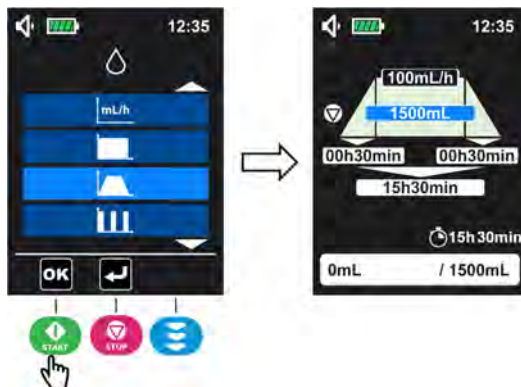 12:35
mL/h
OK
START
STOP
12:35
100mL/h
1500mL
00h30min 00h30min
15h30min
15h30min
0mL / 1500mL